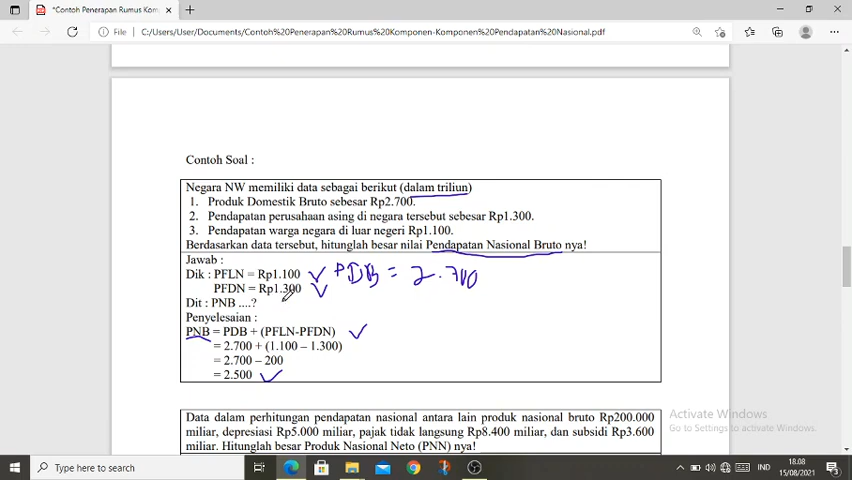 *Contoh Penerapan Rumus Kom
File
C:/Users/User/Documents/Contoh%20Penerapan%20Rumus%20Komponen-Komponen%20Pendapatan%20Nasional.pdf
Contoh Soal :
Negara NW memiliki data sebagai berikut (dalam triliun)
1. Produk Domestik Bruto sebesar Rp2.700.
2. Pendapatan perusahaan asing di negara tersebut sebesar Rp1.300.
3. Pendapatan warga negara di luar negeri Rp1.100.
Berdasarkan data tersebut, hitunglah besar nilai Pendapatan Nasional Bruto nya!
Jawab :
Dik : PFLN = Rp1.100
PDB = 2.700
PFDN = Rp1.300
Dit : PNB ....?
Penyelesaian :
PNB = PDB + (PFLN-PFDN)
= 2.700 + (1.100 – 1.300)
= 2.700 – 200
= 2.500
Data dalam perhitungan pendapatan nasional antara lain produk nasional bruto Rp200.000
miliar, depresiasi Rp5.000 miliar, pajak tidak langsung Rp8.400 miliar, dan subsidi Rp3.600
miliar. Hitunglah besar Produk Nasional Neto (PNN) nya!
Activate Windows
Go to Settings to activate Windows.
Type here to search
IND
18.08
15/08/2021
3